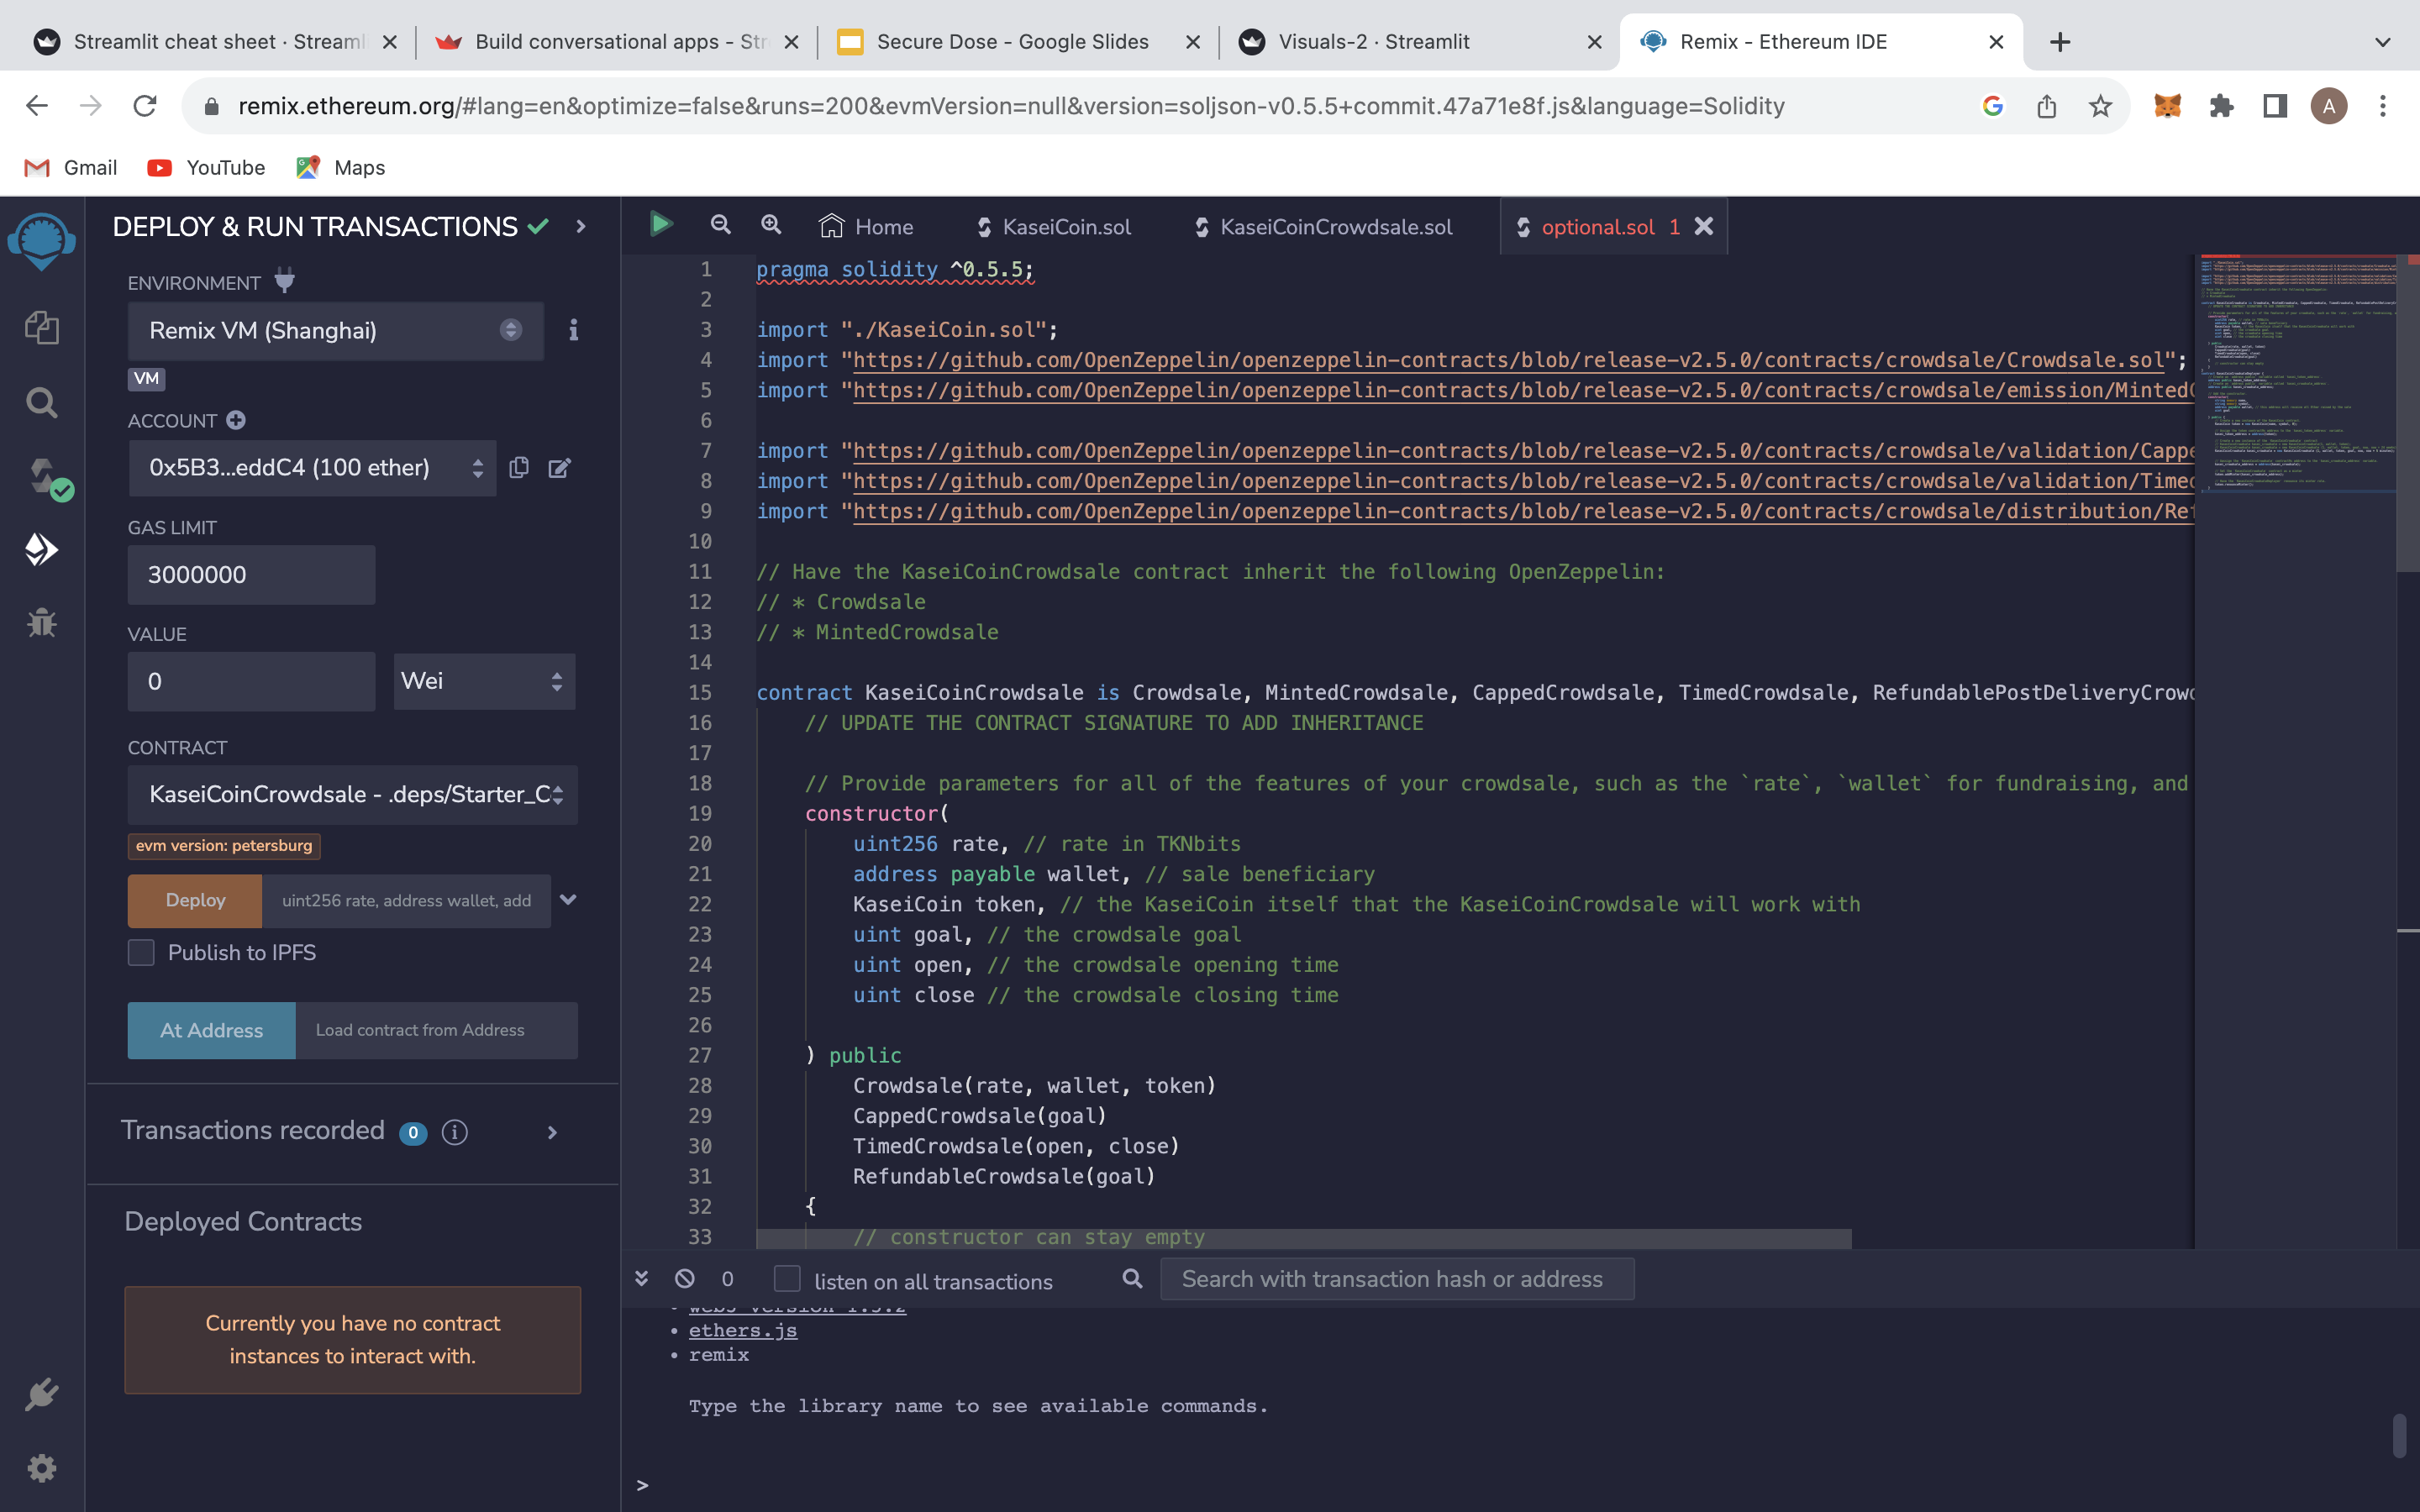 Streamlit cheat sheet · Streaml
Build conversational apps - Str
Secure Dose - Google Slides
Visuals-2 · Streamlit
Remix - Ethereum IDE
remix.ethereum.org/#lang=en&optimize=false&runs=200&evmVersion=null&version=soljson-v0.5.5+commit.47a71e8f.js&language=Solidity
A
Gmail
YouTube
Maps
DEPLOY & RUN TRANSACTIONS
ENVIRONMENT
Remix VM (Shanghai)
VM
ACCOUNT
0x5B3...eddC4 (100 ether)
GAS LIMIT
3000000
VALUE
0
Wei
CONTRACT
KaseiCoinCrowdsale - .deps/Starter_C
evm version: petersburg
Deploy
uint256 rate, address wallet, add
Publish to IPFS
At Address
Load contract from Address
Transactions recorded 0 i
Deployed Contracts
Currently you have no contract
instances to interact with.
Home
KaseiCoin.sol
KaseiCoinCrowdsale.sol
optional.sol 1
1 pragma solidity ^0.5.5;
2
3 import "./KaseiCoin.sol";
4 import "https://github.com/OpenZeppelin/openzeppelin-contracts/blob/release-v2.5.0/contracts/crowdsale/Crowdsale.sol";
5 import "https://github.com/OpenZeppelin/openzeppelin-contracts/blob/release-v2.5.0/contracts/crowdsale/emission/MintedC
6
7 import "https://github.com/OpenZeppelin/openzeppelin-contracts/blob/release-v2.5.0/contracts/crowdsale/validation/Cappe
8 import "https://github.com/OpenZeppelin/openzeppelin-contracts/blob/release-v2.5.0/contracts/crowdsale/validation/Timed
9 import "https://github.com/OpenZeppelin/openzeppelin-contracts/blob/release-v2.5.0/contracts/crowdsale/distribution/Ref
10
11 // Have the KaseiCoinCrowdsale contract inherit the following OpenZeppelin:
12 // * Crowdsale
13 // * MintedCrowdsale
14
15 contract KaseiCoinCrowdsale is Crowdsale, MintedCrowdsale, CappedCrowdsale, TimedCrowdsale, RefundablePostDeliveryCrowd
16 // UPDATE THE CONTRACT SIGNATURE TO ADD INHERITANCE
17
18 // Provide parameters for all of the features of your crowdsale, such as the `rate`, `wallet` for fundraising, and
19 constructor(
20 uint256 rate, // rate in TKNbits
21 address payable wallet, // sale beneficiary
22 KaseiCoin token, // the KaseiCoin itself that the KaseiCoinCrowdsale will work with
23 uint goal, // the crowdsale goal
24 uint open, // the crowdsale opening time
25 uint close // the crowdsale closing time
26
27 ) public
28 Crowdsale(rate, wallet, token)
29 CappedCrowdsale(goal)
30 TimedCrowdsale(open, close)
31 RefundableCrowdsale(goal)
32 {
33 // constructor can stay empty
0
listen on all transactions
Search with transaction hash or address
web3 version 1.5.2
• ethers.js
• remix
Type the library name to see available commands.
>